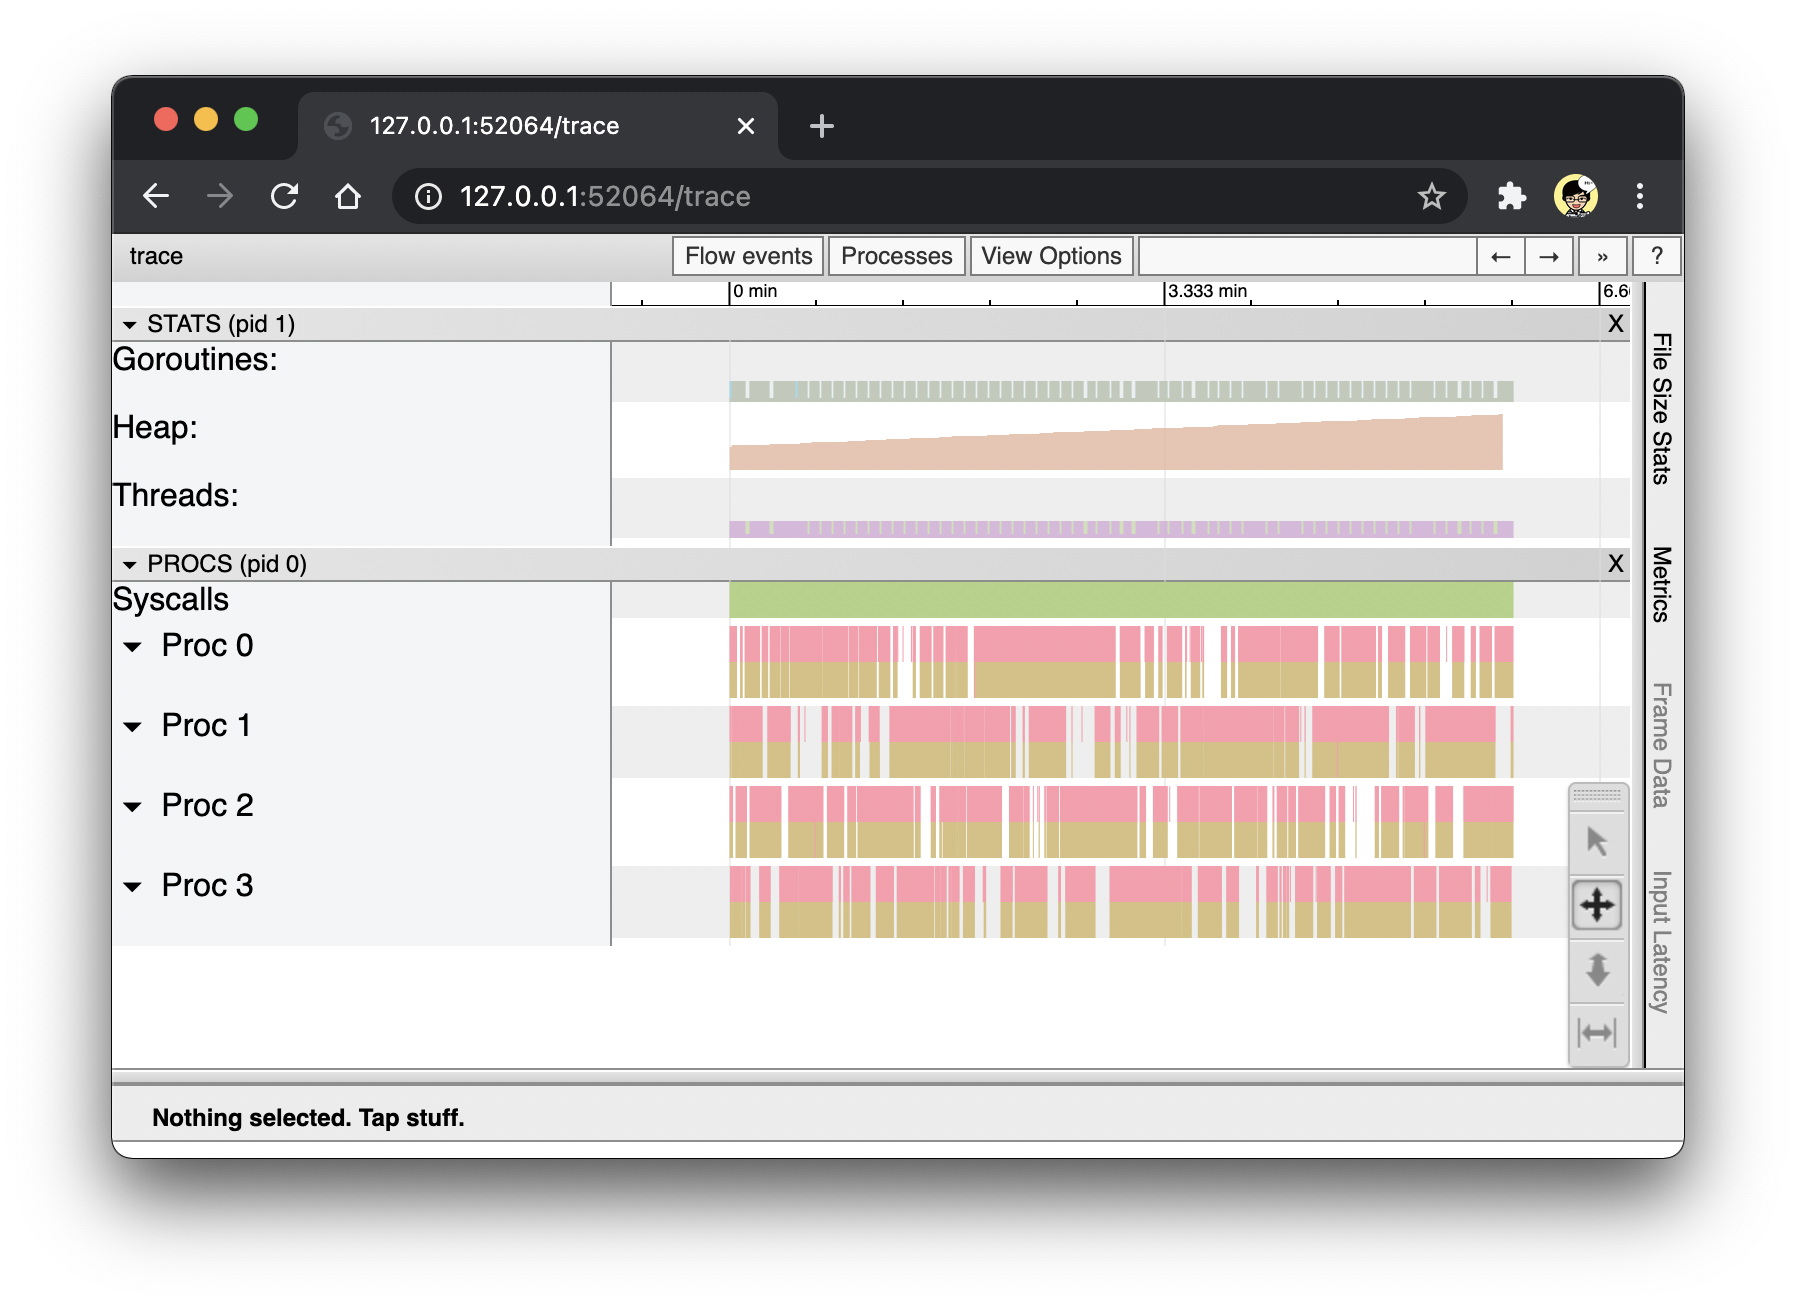 127.0.0.1:52064/trace
127.0.0.1:52064/trace
trace
Flow events
Processes
View Options
←
→
»
?
0 min
3.333 min
STATS (pid 1)
X
Goroutines:
Heap:
Threads:
PROCS (pid 0)
X
Syscalls
Proc 0
Proc 1
Proc 2
Proc 3
File Size Stats
Metrics
Frame Data
Input Latency
Nothing selected. Tap stuff.